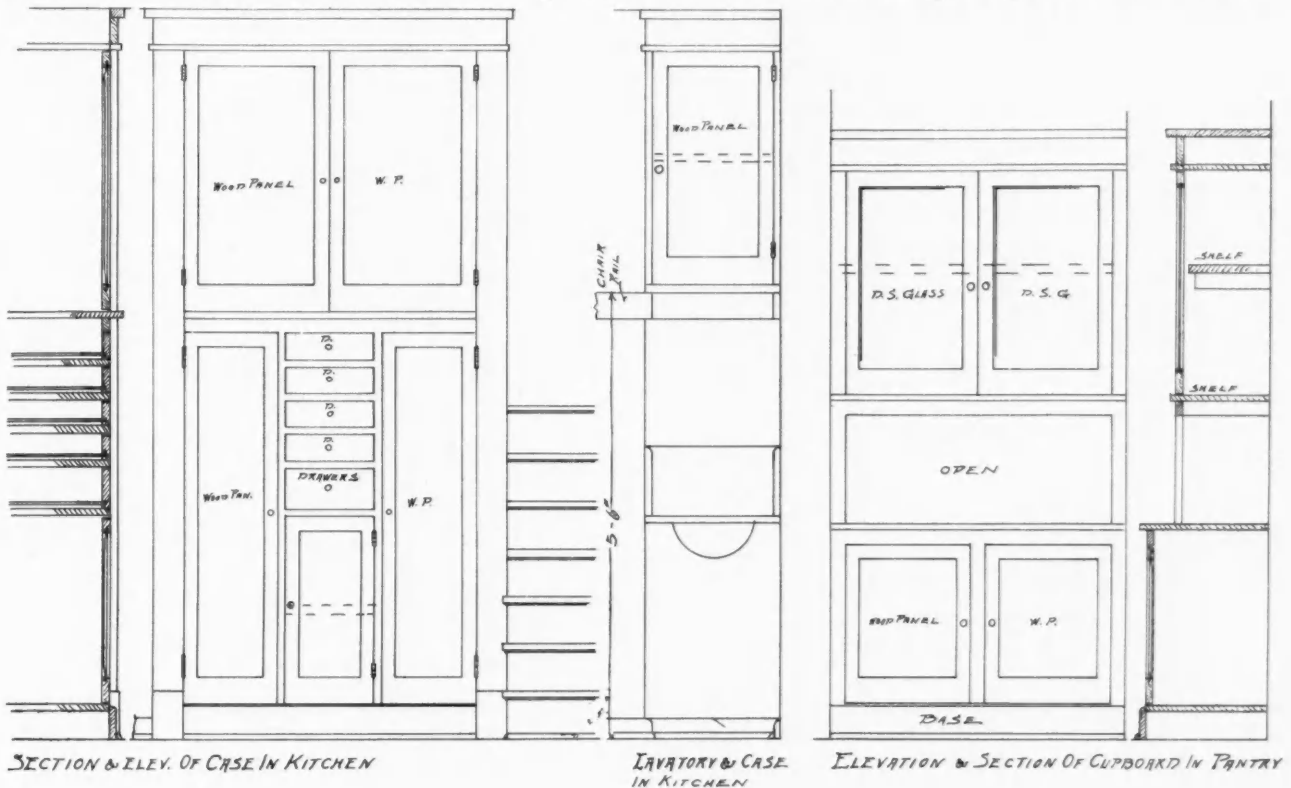 WOOD PANEL
W. P.
D.
D.
D.
D.
DRAWERS
WOOD PAN.
W. P.
SECTION & ELEV. OF CASE IN KITCHEN
WOOD PANEL
CHAIR
RAIL
5-6"
LAVATORY & CASE
IN KITCHEN
D. S. GLASS
D. S. G
OPEN
WOOD PANEL
W. P.
BASE
SHELF
SHELF
ELEVATION & SECTION OF CUPBOARD IN PANTRY